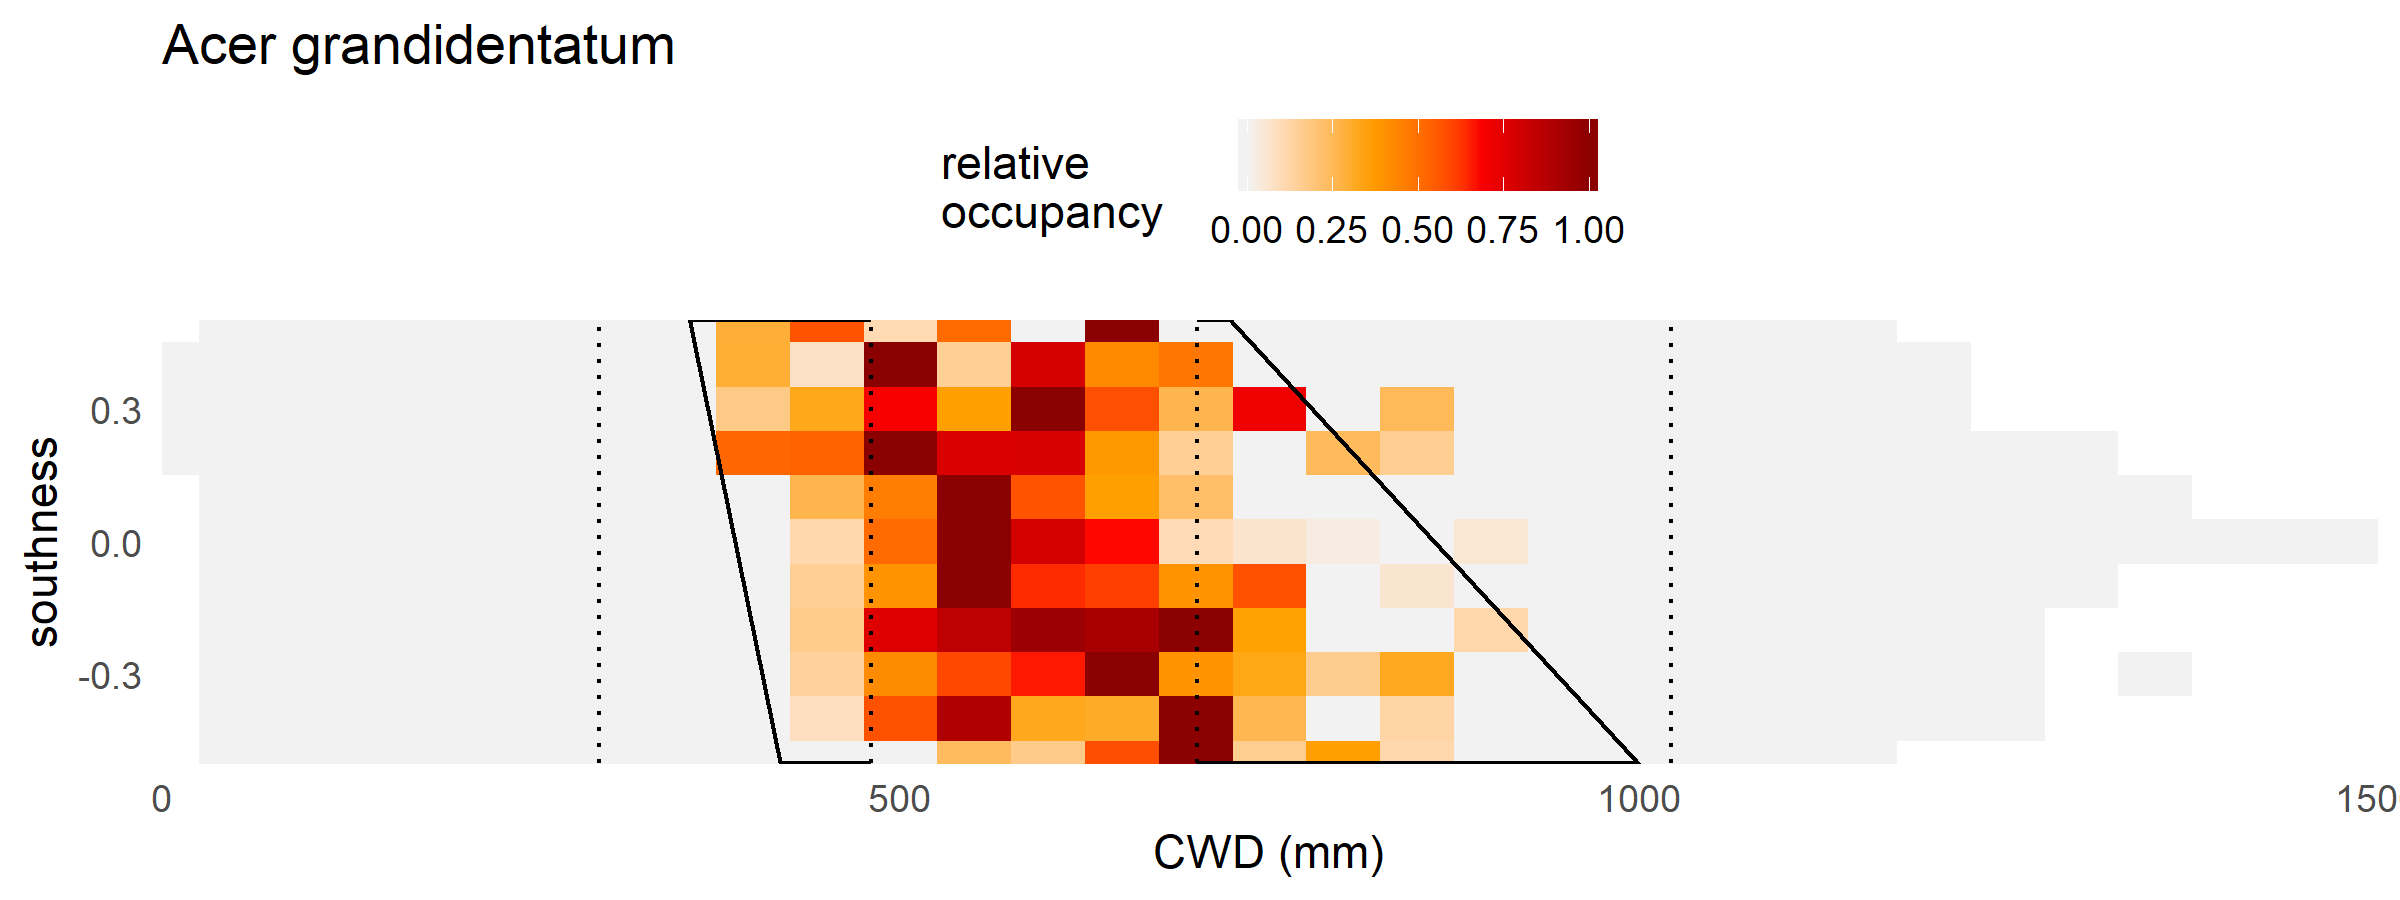 Acer grandidentatum
relative
occupancy
0.00 0.25 0.50 0.75 1.00
southness
0.3
0.0
-0.3
0 500 1000 150
CWD (mm)